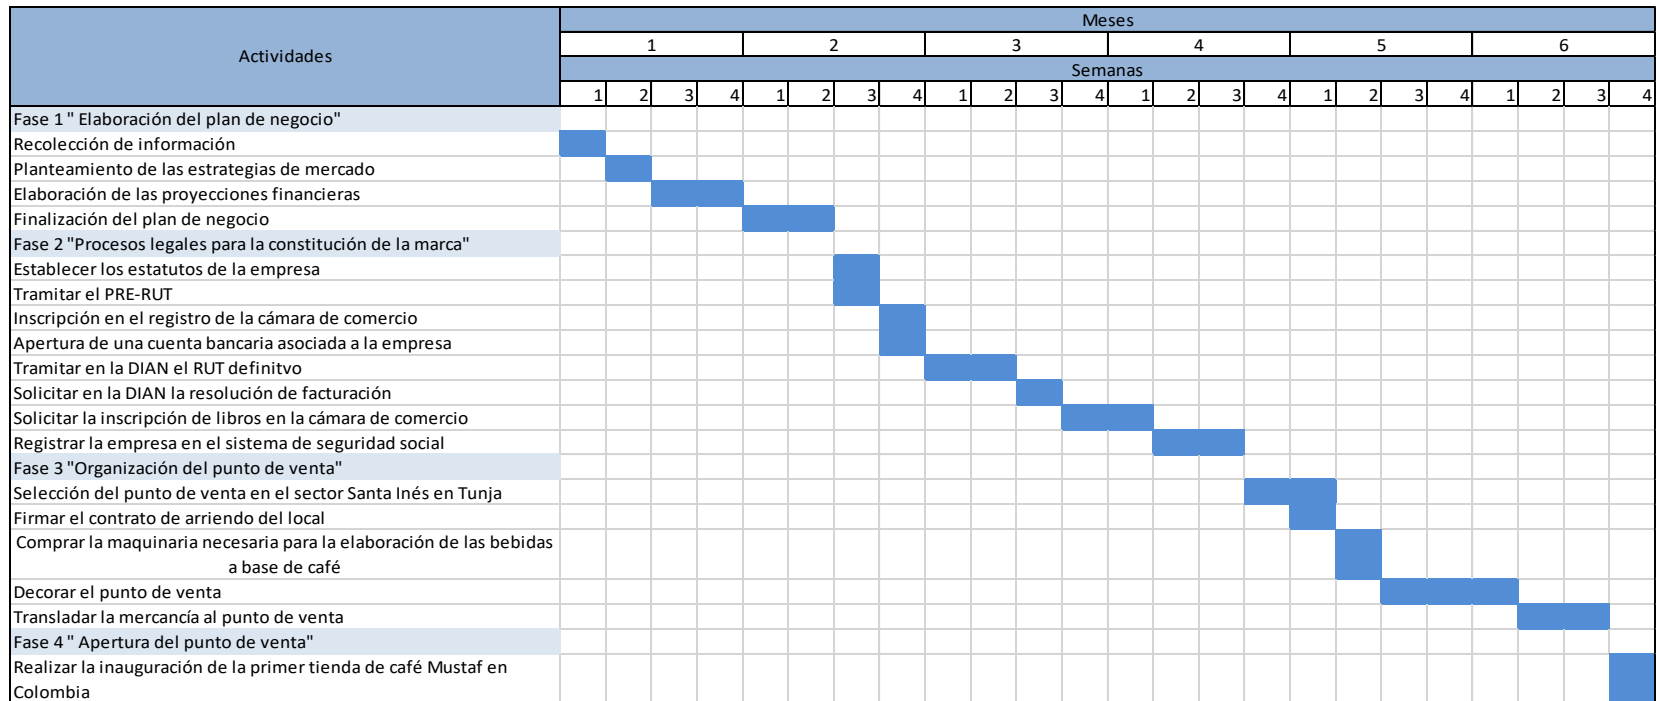 Meses
Actividades
1 2 3 4 5 6
Semanas
1 2 3 4 1 2 3 4 1 2 3 4 1 2 3 4 1 2 3 4 1 2 3 4
Fase 1 " Elaboración del plan de negocio"
Recolección de información
Planteamiento de las estrategias de mercado
Elaboración de las proyecciones financieras
Finalización del plan de negocio
Fase 2 "Procesos legales para la constitución de la marca"
Establecer los estatutos de la empresa
Tramitar el PRE-RUT
Inscripción en el registro de la cámara de comercio
Apertura de una cuenta bancaria asociada a la empresa
Tramitar en la DIAN el RUT definitvo
Solicitar en la DIAN la resolución de facturación
Solicitar la inscripción de libros en la cámara de comercio
Registrar la empresa en el sistema de seguridad social
Fase 3 "Organización del punto de venta"
Selección del punto de venta en el sector Santa Inés en Tunja
Firmar el contrato de arriendo del local
Comprar la maquinaria necesaria para la elaboración de las bebidas
a base de café
Decorar el punto de venta
Transladar la mercancía al punto de venta
Fase 4 " Apertura del punto de venta"
Realizar la inauguración de la primer tienda de café Mustaf en
Colombia